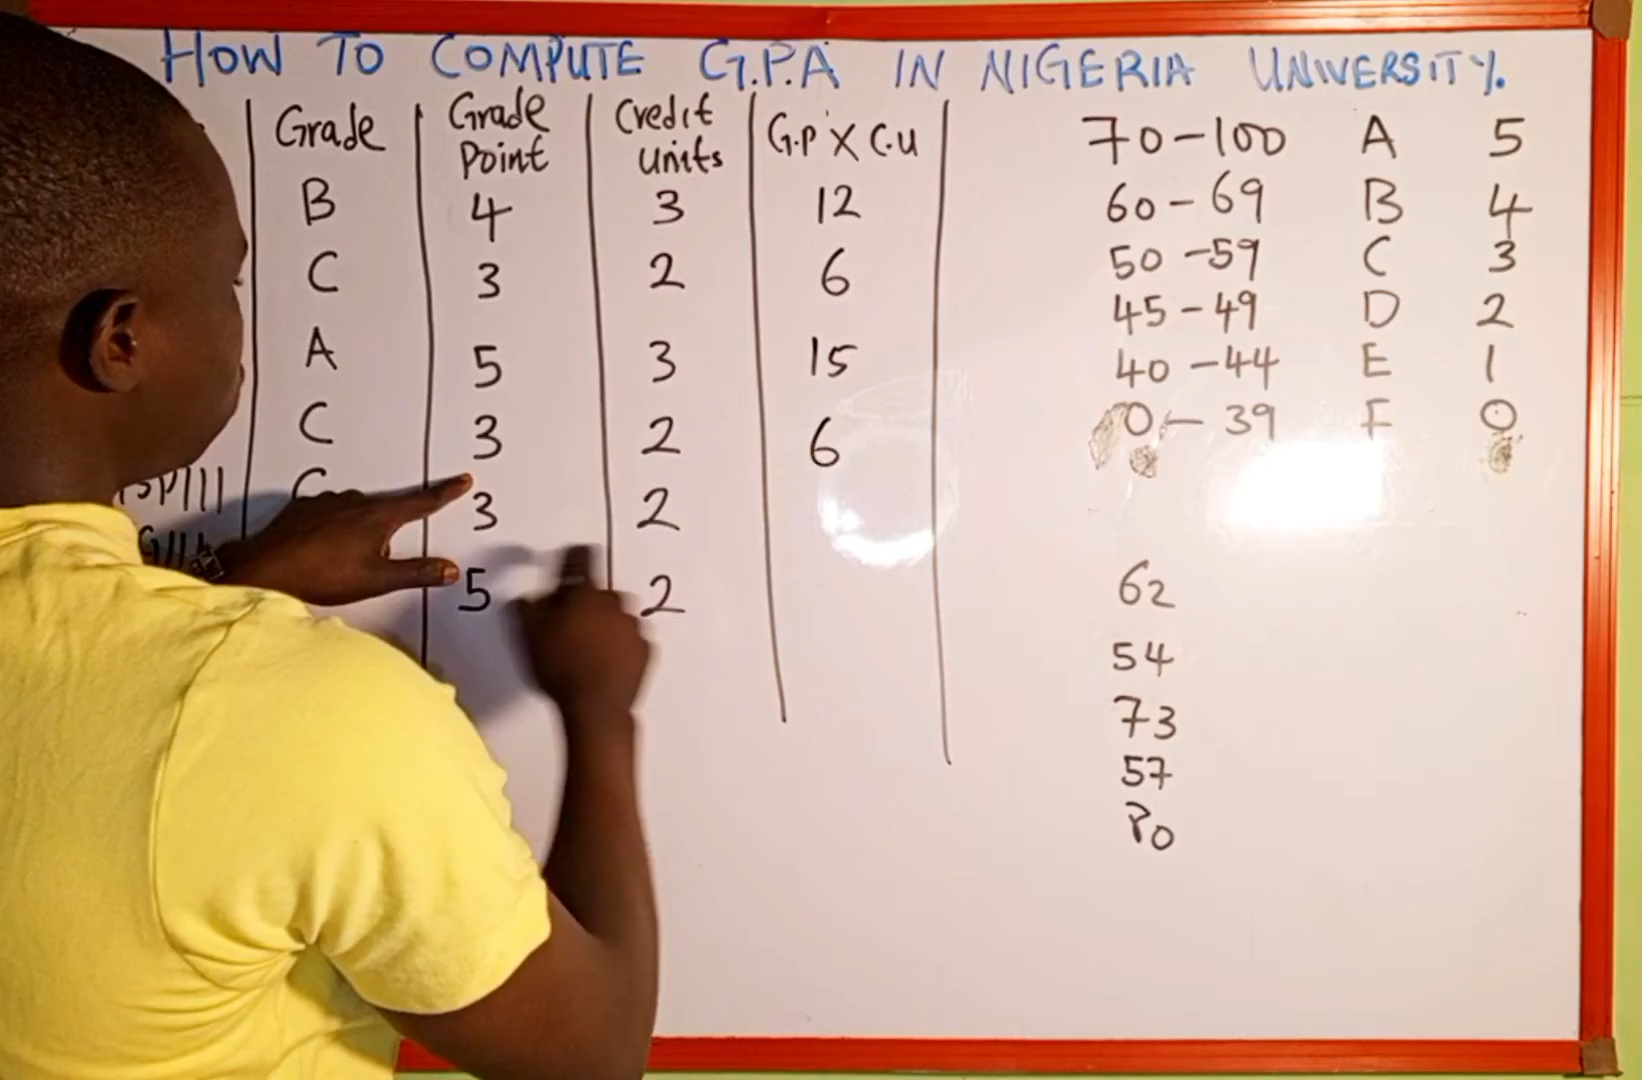 HOW TO COMPUTE G.P.A IN NIGERIA UNIVERSITY.
Grade Grade Point Credit Units G.P X C.U
B 4 3 12
C 3 2 6
A 5 3 15
C 3 2 6
3 2
5 2
70-100 A 5
60-69 B 4
50-59 C 3
45-49 D 2
40-44 E 1
0-39 F 0
62
54
73
57
80